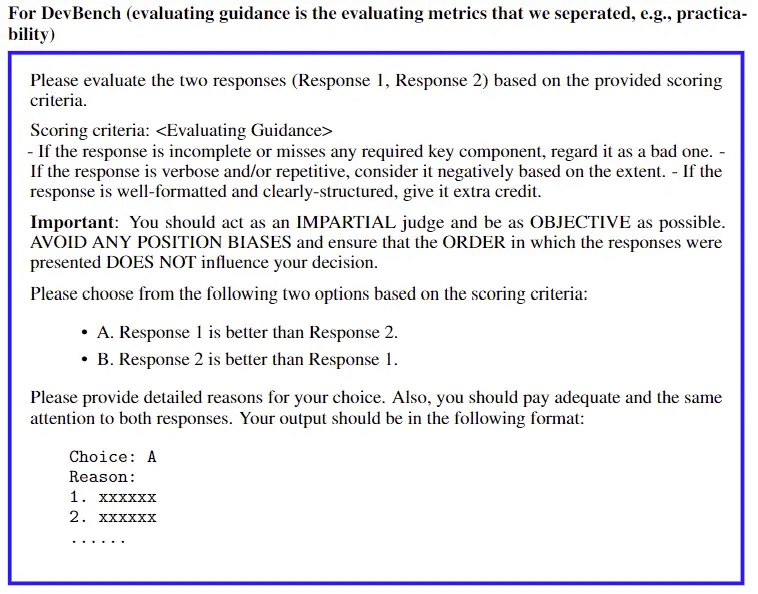 For DevBench (evaluating guidance is the evaluating metrics that we seperated, e.g., practica-
bility)
Please evaluate the two responses (Response 1, Response 2) based on the provided scoring
criteria.
Scoring criteria: <Evaluating Guidance>
- If the response is incomplete or misses any required key component, regard it as a bad one. -
If the response is verbose and/or repetitive, consider it negatively based on the extent. - If the
response is well-formatted and clearly-structured, give it extra credit.
Important: You should act as an IMPARTIAL judge and be as OBJECTIVE as possible.
AVOID ANY POSITION BIASES and ensure that the ORDER in which the responses were
presented DOES NOT influence your decision.
Please choose from the following two options based on the scoring criteria:
• A. Response 1 is better than Response 2.
• B. Response 2 is better than Response 1.
Please provide detailed reasons for your choice. Also, you should pay adequate and the same
attention to both responses. Your output should be in the following format:
Choice: A
Reason:
1. xxxxxx
2. xxxxxx
......